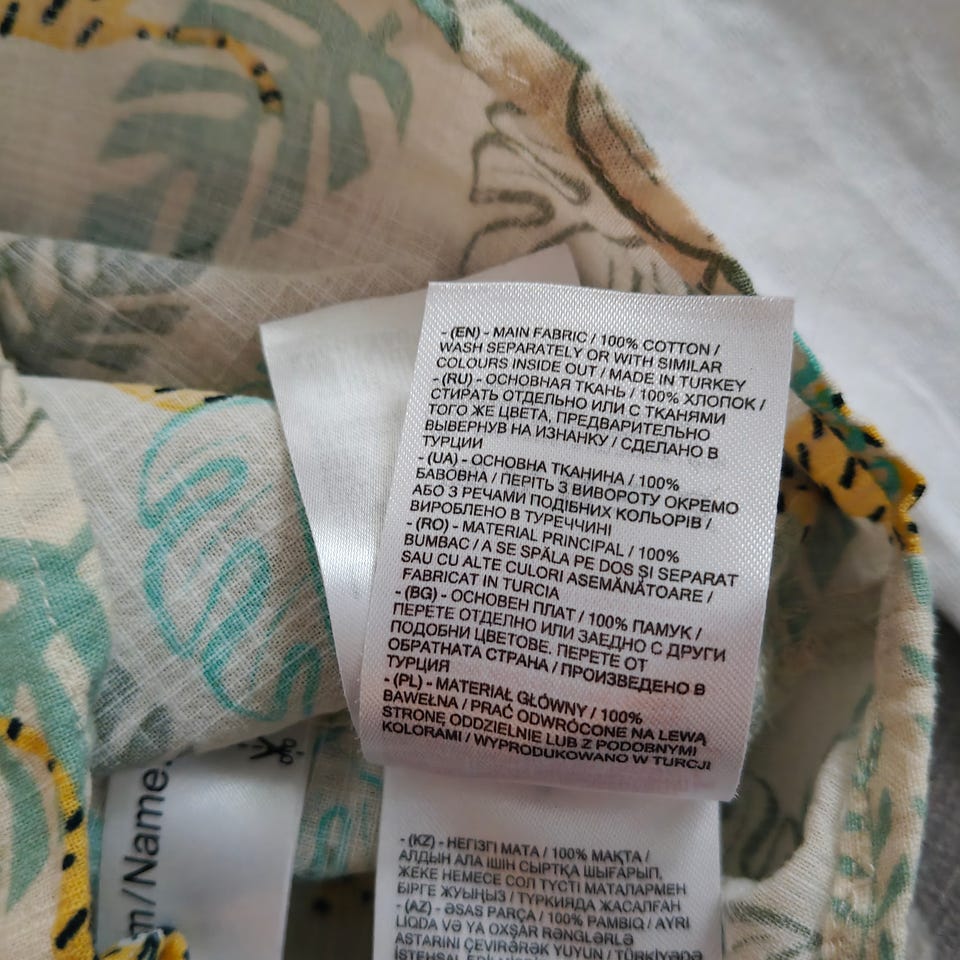 - (EN) - MAIN FABRIC / 100% COTTON /
WASH SEPARATELY OR WITH SIMILAR
COLOURS INSIDE OUT / MADE IN TURKEY
- (RU) - ОСНОВНАЯ ТКАНЬ / 100% ХЛОПОК /
СТИРАТЬ ОТДЕЛЬНО ИЛИ С ТКАНЯМИ
ТОГО ЖЕ ЦВЕТА, ПРЕДВАРИТЕЛЬНО
ВЫВЕРНУВ НА ИЗНАНКУ / СДЕЛАНО В
ТУРЦИИ
- (UA) - ОСНОВНА ТКАНИНА / 100%
БАВОВНА / ПЕРІТЬ З ВИВОРОТУ ОКРЕМО
АБО З РЕЧАМИ ПОДІБНИХ КОЛЬОРІВ /
ВИРОБЛЕНО В ТУРЕЧЧИНІ
- (RO) - MATERIAL PRINCIPAL / 100%
BUMBAC / A SE SPĂLA PE DOS ȘI SEPARAT
SAU CU ALTE CULORI ASEMĂNĂTOARE /
FABRICAT IN TURCIA
- (BG) - ОСНОВЕН ПЛАТ / 100% ПАМУК /
ПЕРЕТЕ ОТДЕЛНО ИЛИ ЗАЕДНО С ДРУГИ
ПОДОБНИ ЦВЕТОВЕ. ПЕРЕТЕ ОТ
ОБРАТНАТА СТРАНА / ПРОИЗВЕДЕНО В
ТУРЦИЯ
- (PL) - MATERIAŁ GŁÓWNY / 100%
BAWEŁNA / PRAĆ ODWRÓCONE NA LEWĄ
STRONĘ ODDZIELNIE LUB Z PODOBNYMI
KOLORAMI / WYPRODUKOWANO W TURCJI
m/Name:
- (KZ) - НЕГІЗГІ МАТА / 100% МАҚТА /
АЛДЫН АЛА ІШІН СЫРТҚА ШЫҒАРЫП,
ЖЕКЕ НЕМЕСЕ СОЛ ТҮСТІ МАТАЛАРМЕН
БІРГЕ ЖУЫҢЫЗ / ТҮРКИЯДА ЖАСАЛҒАН
- (AZ) - ƏSAS PARÇA / 100% PAMBIQ / AYRI
LIQDA VƏ YA OXŞAR RƏNGLƏRLƏ
ASTARINI ÇEVİRƏRƏK YUYUN / TÜRKİYƏDƏ